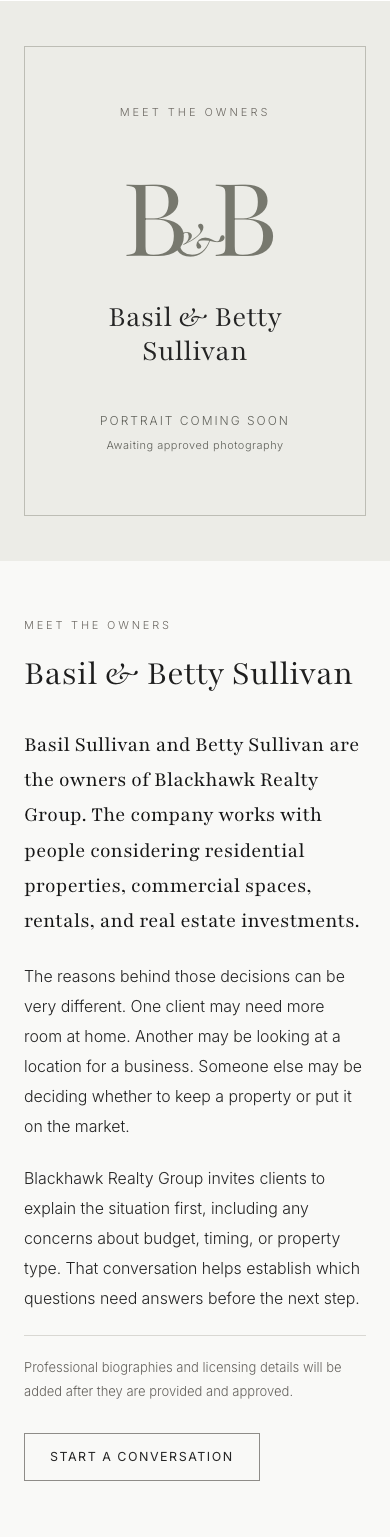 MEET THE OWNERS
B&B
Basil & Betty
Sullivan
PORTRAIT COMING SOON
Awaiting approved photography
MEET THE OWNERS
Basil & Betty Sullivan
Basil Sullivan and Betty Sullivan are
the owners of Blackhawk Realty
Group. The company works with
people considering residential
properties, commercial spaces,
rentals, and real estate investments.
The reasons behind those decisions can be
very different. One client may need more
room at home. Another may be looking at a
location for a business. Someone else may be
deciding whether to keep a property or put it
on the market.
Blackhawk Realty Group invites clients to
explain the situation first, including any
concerns about budget, timing, or property
type. That conversation helps establish which
questions need answers before the next step.
Professional biographies and licensing details will be
added after they are provided and approved.
START A CONVERSATION